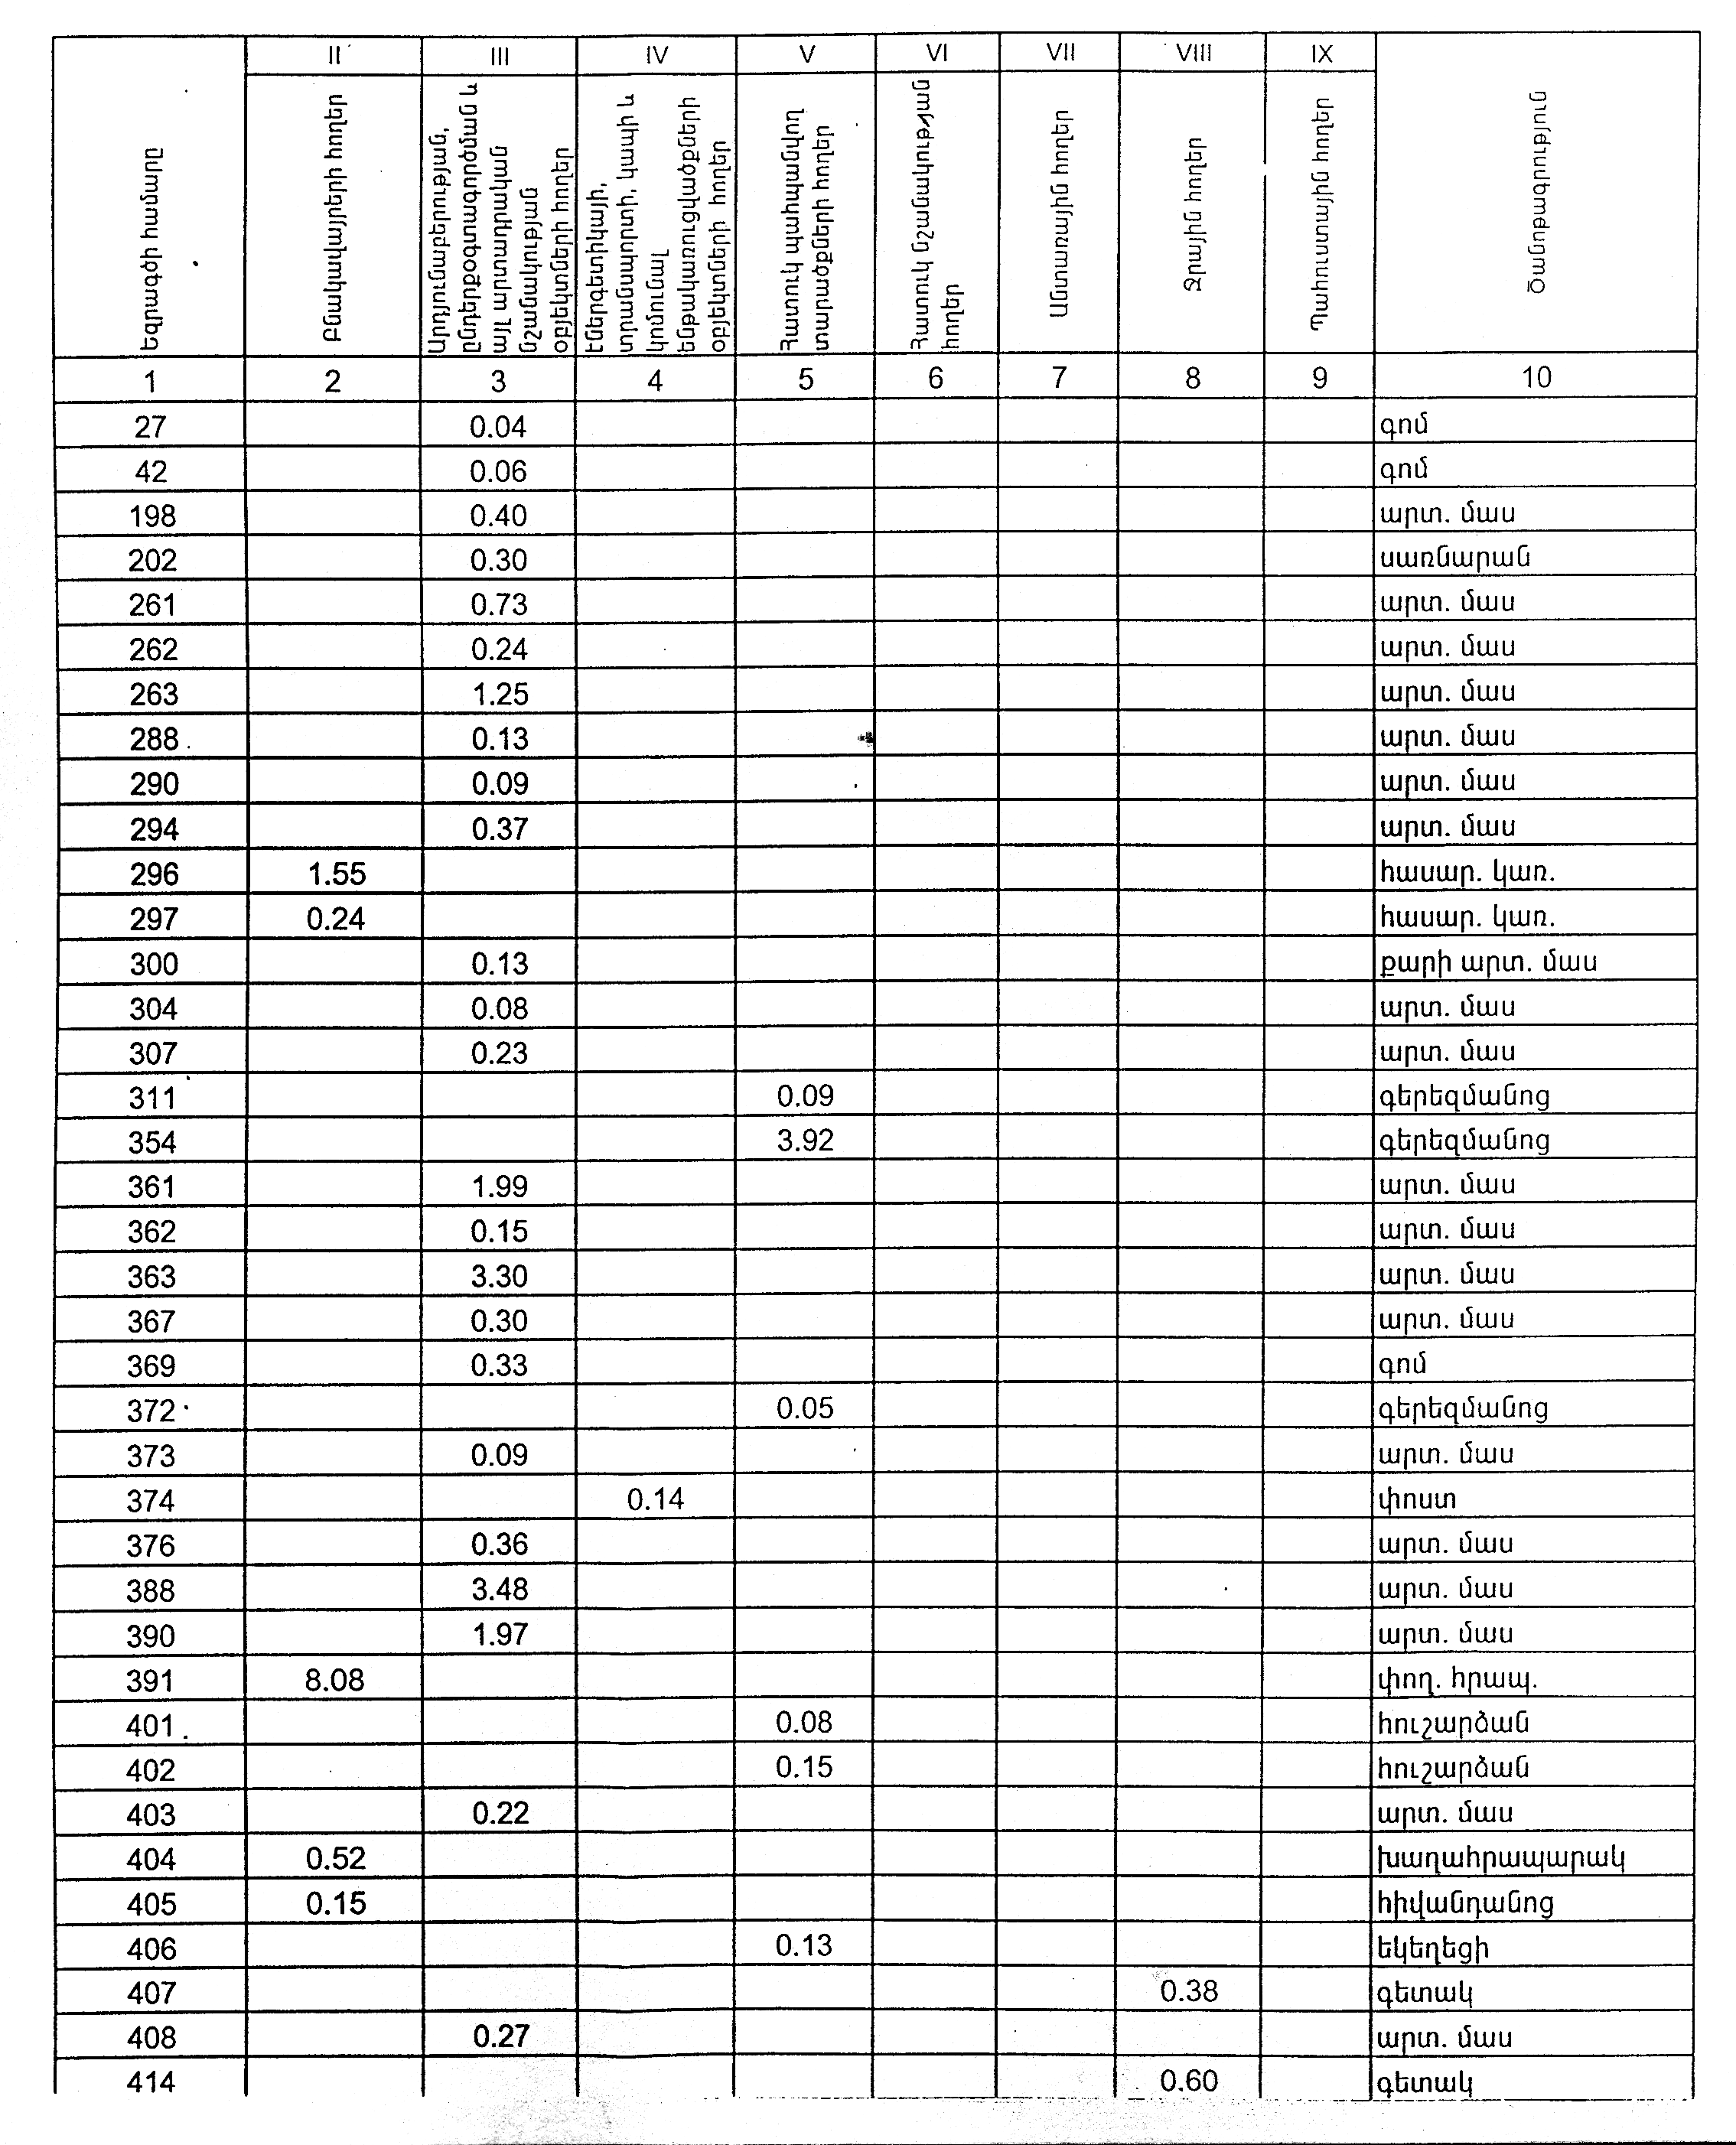 II III IV V VI VII VIII IX
Եզրագծի համարը
Բնակավայրերի հողեր
Արդյունաբերության,
ընդերքօգտագործման և
այլ արտադրական
նշանակության
օբյեկտների հողեր
Էներգետիկայի,
տրանսպորտի, կապի և
կոմունալ
ենթակառուցվածքների
օբյեկտների հողեր
Հատուկ պահպանվող
տարածքների հողեր
Հատուկ նշանակության
հողեր
Անտառային հողեր
Ջրային հողեր
Պահուստային հողեր
Ծանոթագրություն
1 2 3 4 5 6 7 8 9 10
27 0.04 գոմ
42 0.06 գոմ
198 0.40 արտ. մաս
202 0.30 սառնարան
261 0.73 արտ. մաս
262 0.24 արտ. մաս
263 1.25 արտ. մաս
288 0.13 արտ. մաս
290 0.09 արտ. մաս
294 0.37 արտ. մաս
296 1.55 հասար. կառ.
297 0.24 հասար. կառ.
300 0.13 քարի արտ. մաս
304 0.08 արտ. մաս
307 0.23 արտ. մաս
311 0.09 գերեզմանոց
354 3.92 գերեզմանոց
361 1.99 արտ. մաս
362 0.15 արտ. մաս
363 3.30 արտ. մաս
367 0.30 արտ. մաս
369 0.33 գոմ
372 0.05 գերեզմանոց
373 0.09 արտ. մաս
374 0.14 փոստ
376 0.36 արտ. մաս
388 3.48 արտ. մաս
390 1.97 արտ. մաս
391 8.08 փող. հրապ.
401 0.08 հուշարձան
402 0.15 հուշարձան
403 0.22 արտ. մաս
404 0.52 խաղահրապարակ
405 0.15 հիվանդանոց
406 0.13 եկեղեցի
407 0.38 գետակ
408 0.27 արտ. մաս
414 0.60 գետակ